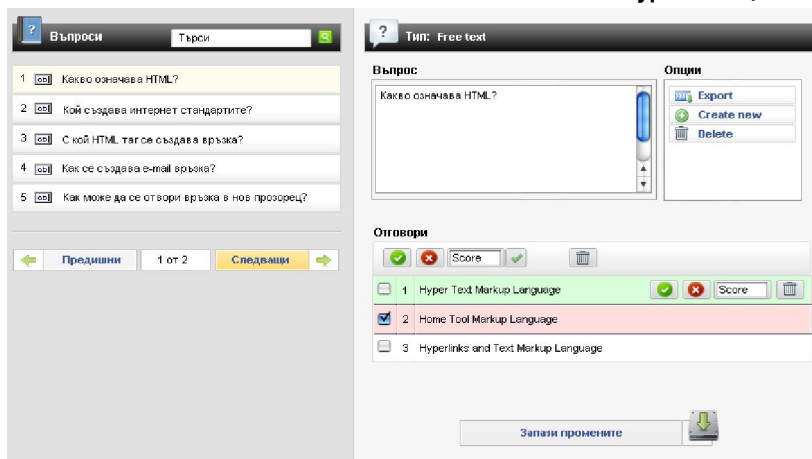 Въпроси
Търси
1 Какво означава HTML?
2 Кой създава интернет стандартите?
3 С кой HTML таг се създава връзка?
4 Как се създава e-mail връзка?
5 Как може да се отвори връзка в нов прозорец?
Предишни
1 от 2
Следващи
Тип: Free text
Въпрос
Какво означава HTML?
Опции
Export
Create new
Delete
Отговори
Score
1 Hyper Text Markup Language
Score
2 Home Tool Markup Language
3 Hyperlinks and Text Markup Language
Запази промените